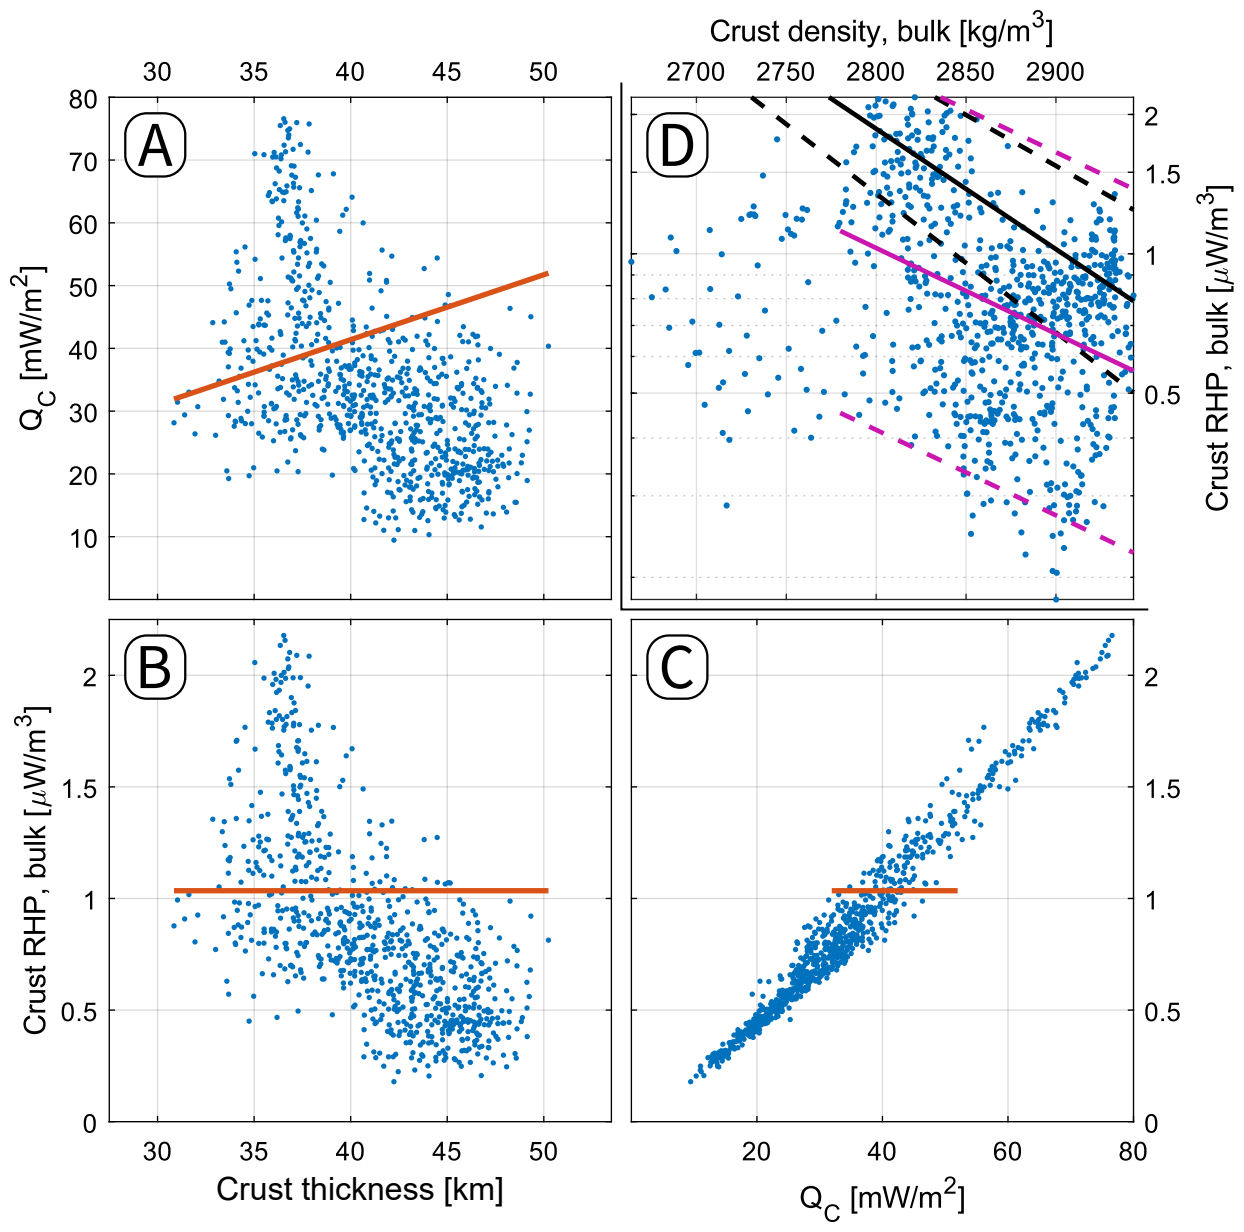 Crust density, bulk [kg/m³]
30 35 40 45 50
2700 2750 2800 2850 2900
A
80
70
60
50
40
30
20
10
Q_C [mW/m²]
D
2
1.5
1
0.5
Crust RHP, bulk [μW/m³]
B
2
1.5
1
0.5
0
Crust RHP, bulk [μW/m³]
30 35 40 45 50
Crust thickness [km]
C
2
1.5
1
0.5
0
20 40 60 80
Q_C [mW/m²]